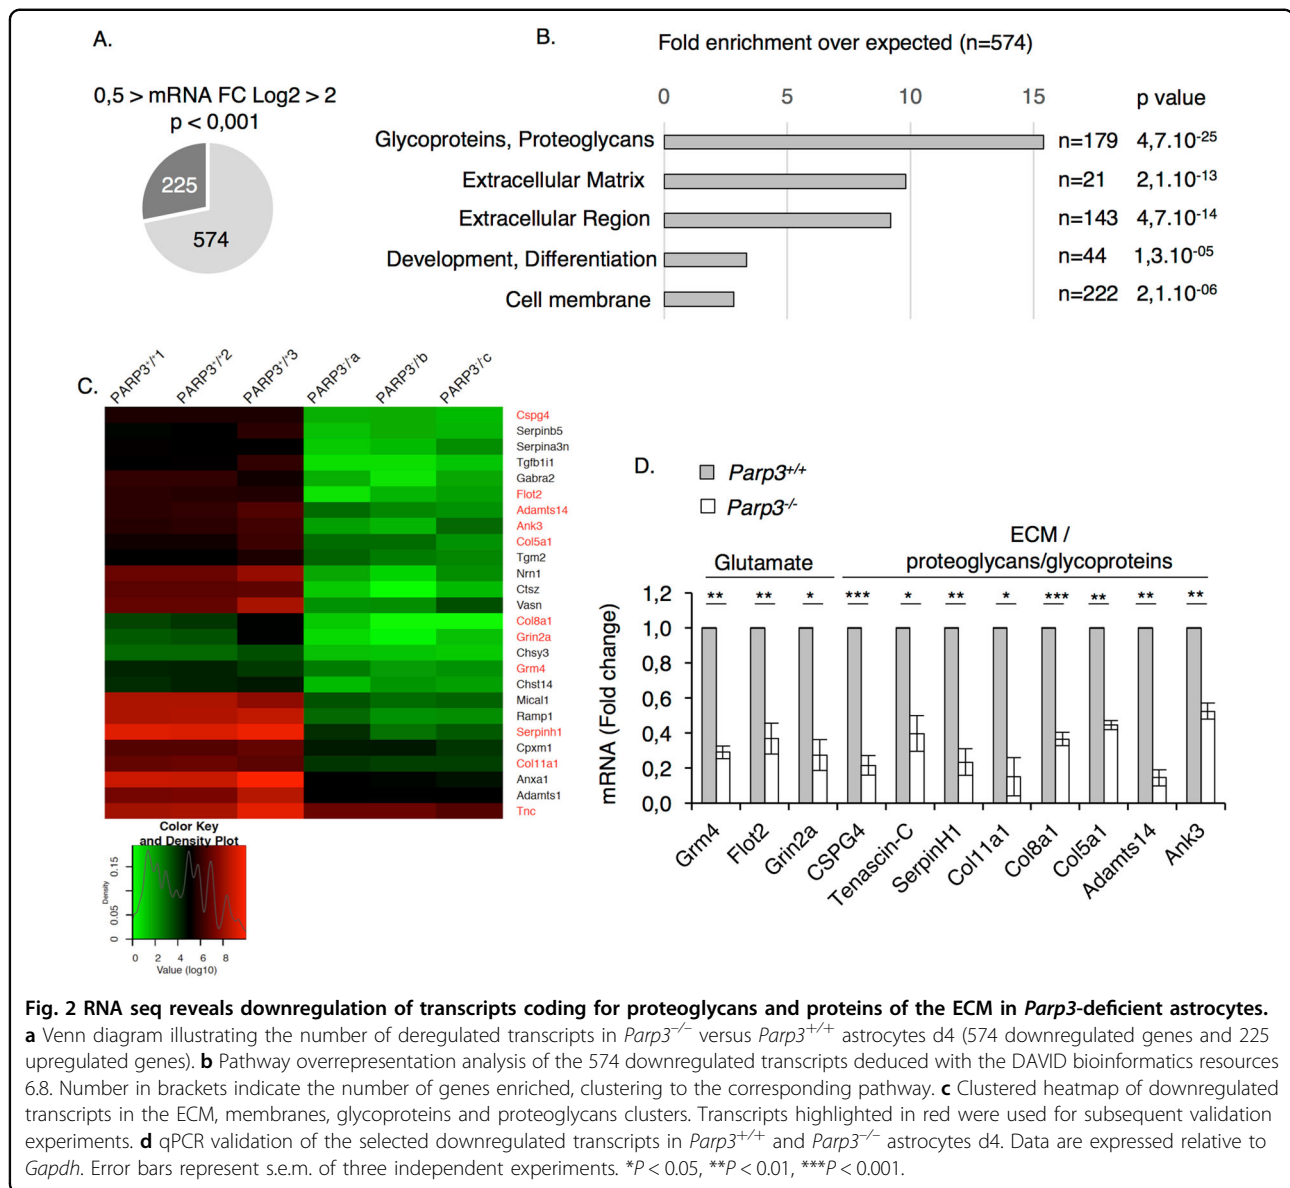 A.
0,5 > mRNA FC Log2 > 2
p < 0,001
225
574
B.
Fold enrichment over expected (n=574)
0 5 10 15 p value
Glycoproteins, Proteoglycans n=179 4,7.10-25
Extracellular Matrix n=21 2,1.10-13
Extracellular Region n=143 4,7.10-14
Development, Differentiation n=44 1,3.10-05
Cell membrane n=222 2,1.10-06
C.
PARP3+/+1
PARP3+/+2
PARP3+/+3
PARP3-/-a
PARP3-/-b
PARP3-/-c
Cspg4
Serpinb5
Serpina3n
Tgfb1i1
Gabra2
Flot2
Adamts14
Ank3
Col5a1
Tgm2
Nrn1
Ctsz
Vasn
Col8a1
Grin2a
Chsy3
Grm4
Chst14
Mical1
Ramp1
Serpinh1
Cpxm1
Col11a1
Anxa1
Adamts1
Tnc
Color Key
and Density Plot
Density
0 0.05 0.15
0 2 4 6 8
Value (log10)
D.
Parp3+/+
Parp3-/-
Glutamate
ECM /
proteoglycans/glycoproteins
** ** * *** * ** * *** ** ** **
mRNA (Fold change)
1,2
1,0
0,8
0,6
0,4
0,2
0,0
Grm4
Flot2
Grin2a
CSPG4
Tenascin-C
SerpinH1
Col11a1
Col8a1
Col5a1
Adamts14
Ank3
Fig. 2 RNA seq reveals downregulation of transcripts coding for proteoglycans and proteins of the ECM in Parp3-deficient astrocytes.
a Venn diagram illustrating the number of deregulated transcripts in Parp3−/− versus Parp3+/+ astrocytes d4 (574 downregulated genes and 225
upregulated genes). b Pathway overrepresentation analysis of the 574 downregulated transcripts deduced with the DAVID bioinformatics resources
6.8. Number in brackets indicate the number of genes enriched, clustering to the corresponding pathway. c Clustered heatmap of downregulated
transcripts in the ECM, membranes, glycoproteins and proteoglycans clusters. Transcripts highlighted in red were used for subsequent validation
experiments. d qPCR validation of the selected downregulated transcripts in Parp3+/+ and Parp3−/− astrocytes d4. Data are expressed relative to
Gapdh. Error bars represent s.e.m. of three independent experiments. *P < 0.05, **P < 0.01, ***P < 0.001.